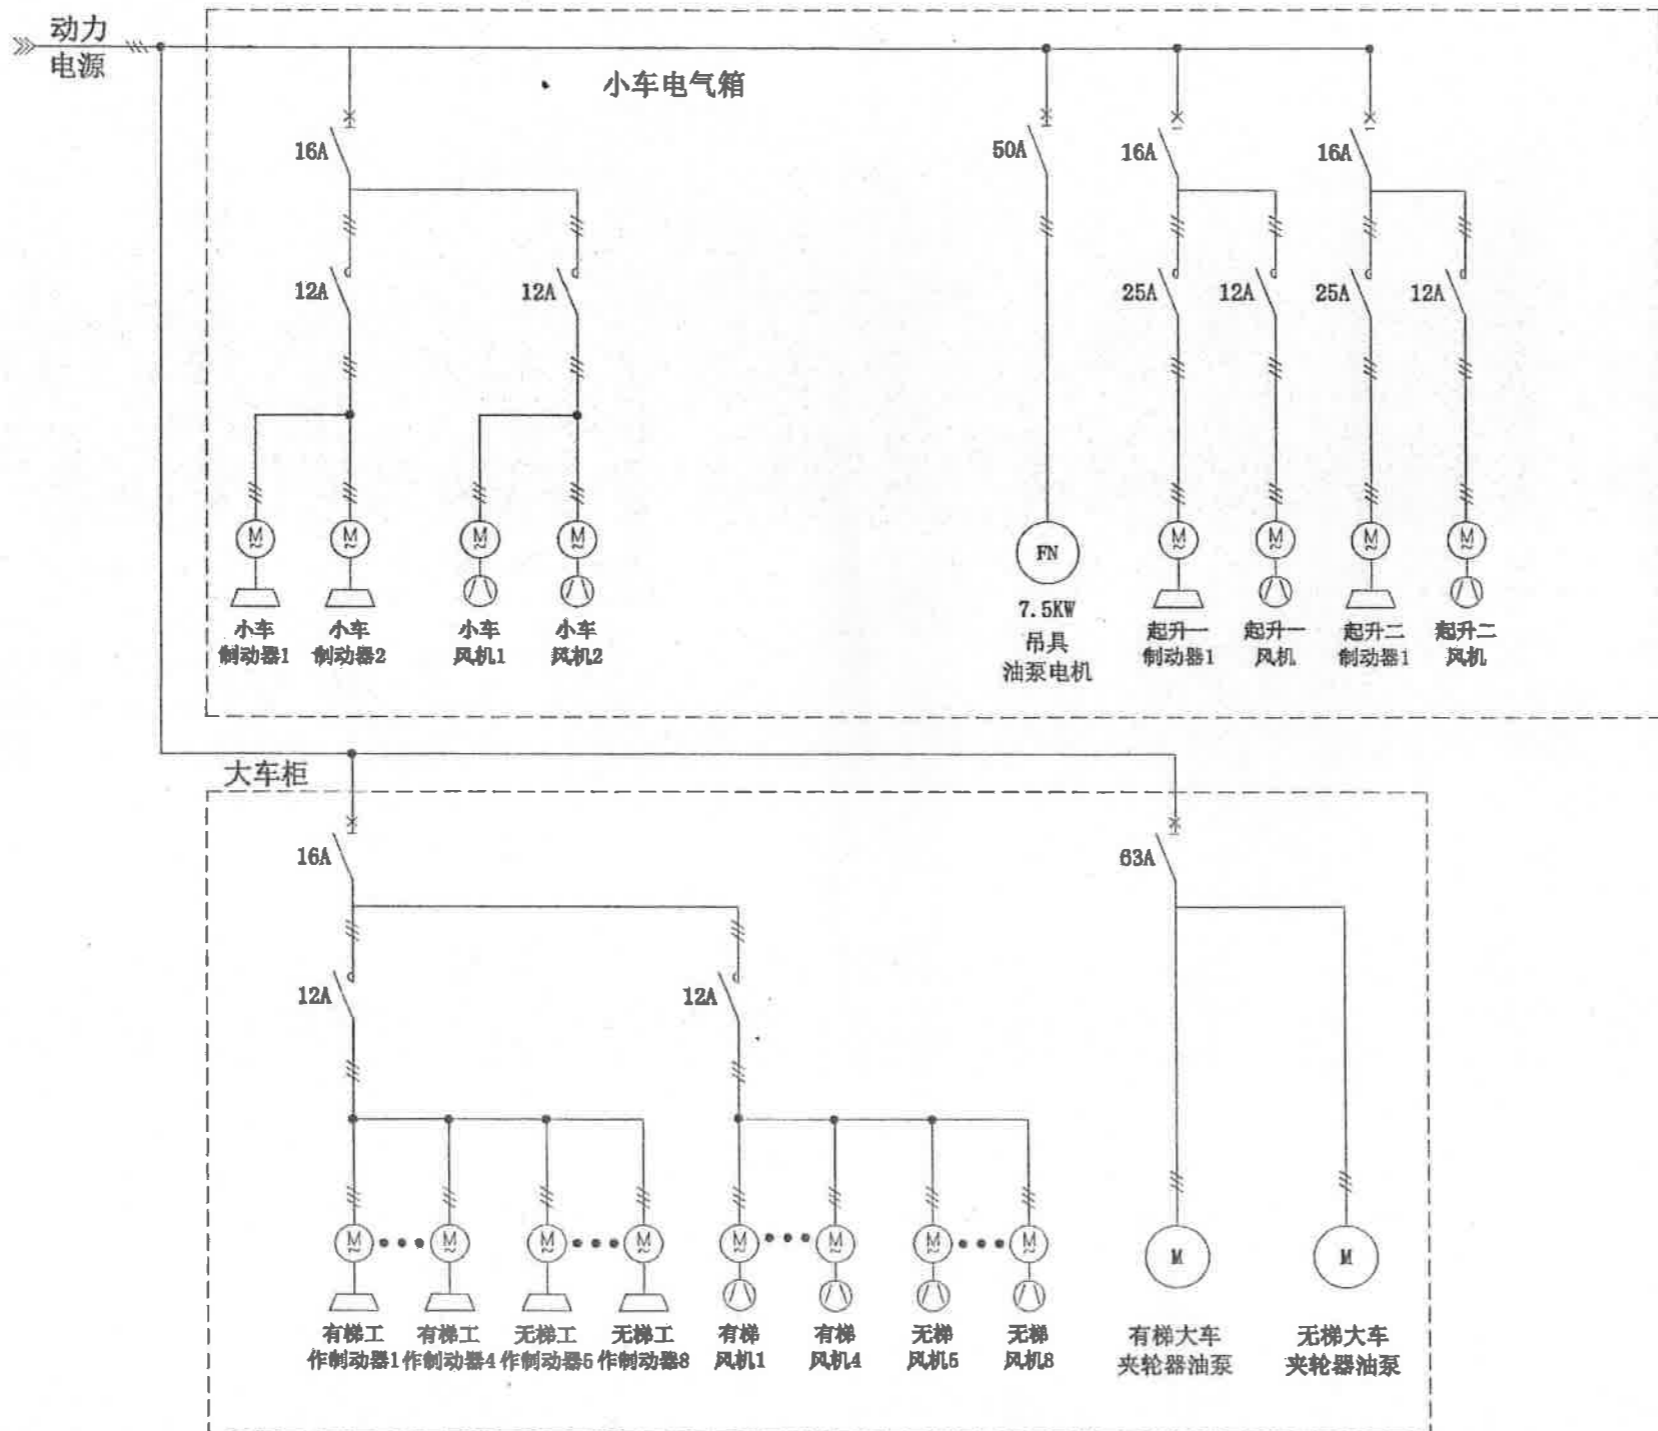 动力
电源
小车电气箱
16A
50A
16A
16A
12A
12A
25A
12A
25A
12A
M
M
M
M
FN
M
M
M
M
小车
制动器1
小车
制动器2
小车
风机1
小车
风机2
7.5KW
吊具
油泵电机
起升一
制动器1
起升一
风机
起升二
制动器1
起升二
风机
大车柜
16A
63A
12A
12A
M
M
M
M
M
M
M
M
M
M
有梯工
作制动器1
有梯工
作制动器4
无梯工
作制动器5
无梯工
作制动器8
有梯
风机1
有梯
风机4
无梯
风机5
无梯
风机8
有梯大车
夹轮器油泵
无梯大车
夹轮器油泵